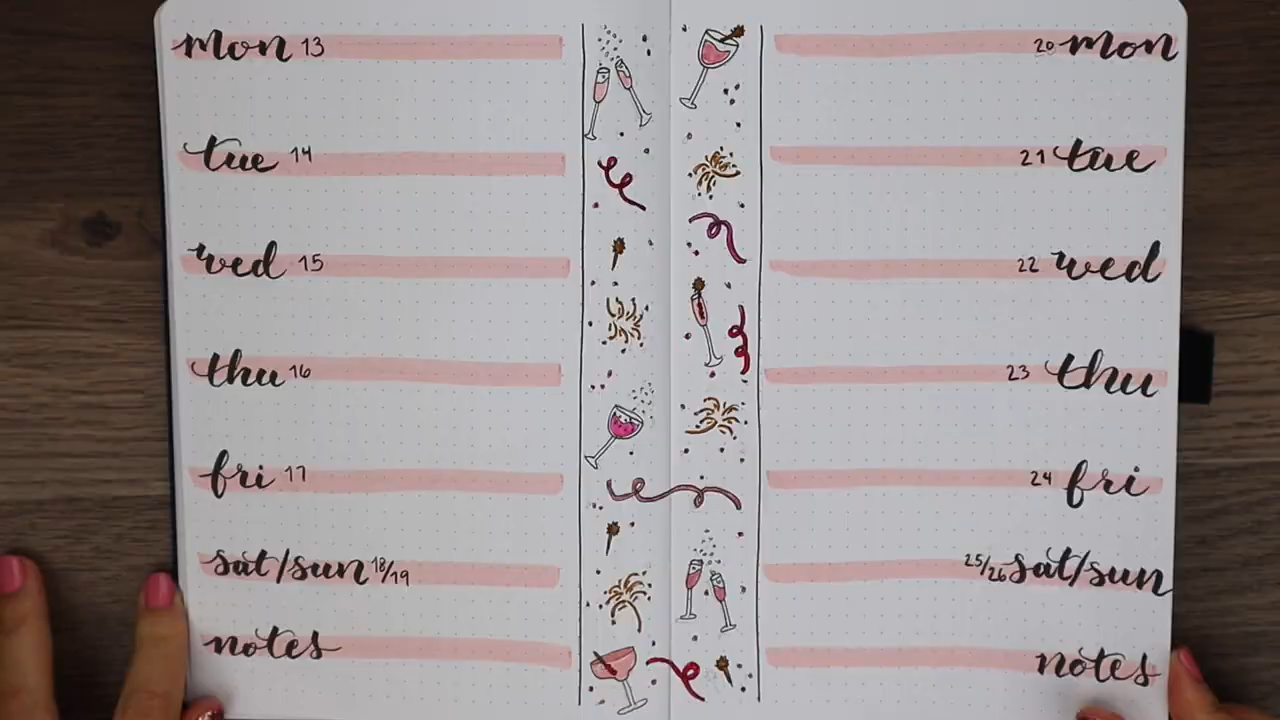 mon 13
tue 14
wed 15
thu 16
fri 17
sat/sun 18/19
notes
20 mon
21 tue
22 wed
23 thu
24 fri
25/26 sat/sun
notes